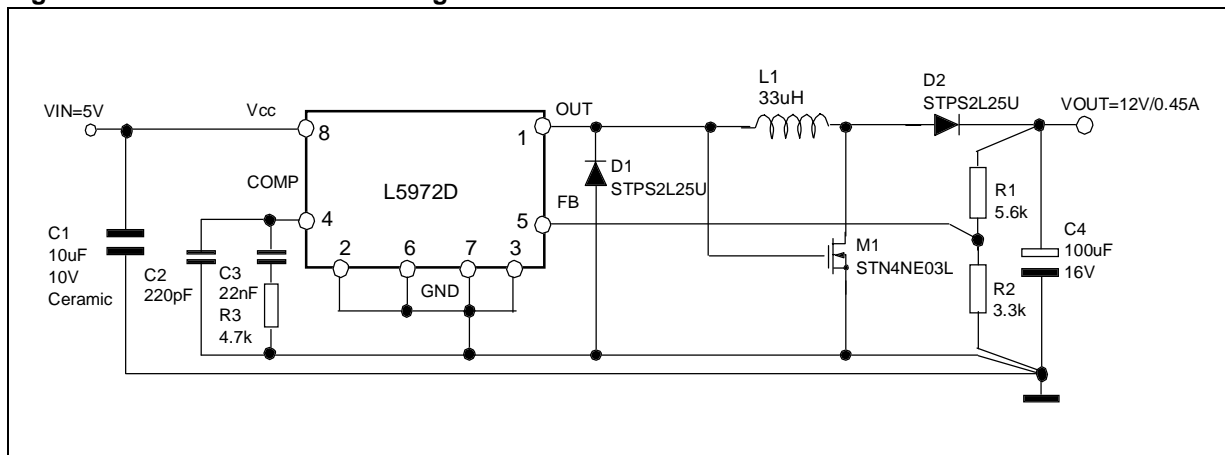 VIN=5V
Vcc
8
COMP
4
L5972D
OUT
1
FB
5
2
6
7
3
GND
D1
STPS2L25U
L1
33uH
D2
STPS2L25U
VOUT=12V/0.45A
M1
STN4NE03L
R1
5.6k
R2
3.3k
C4
100uF
16V
C1
10uF
10V
Ceramic
C2
220pF
C3
22nF
R3
4.7k